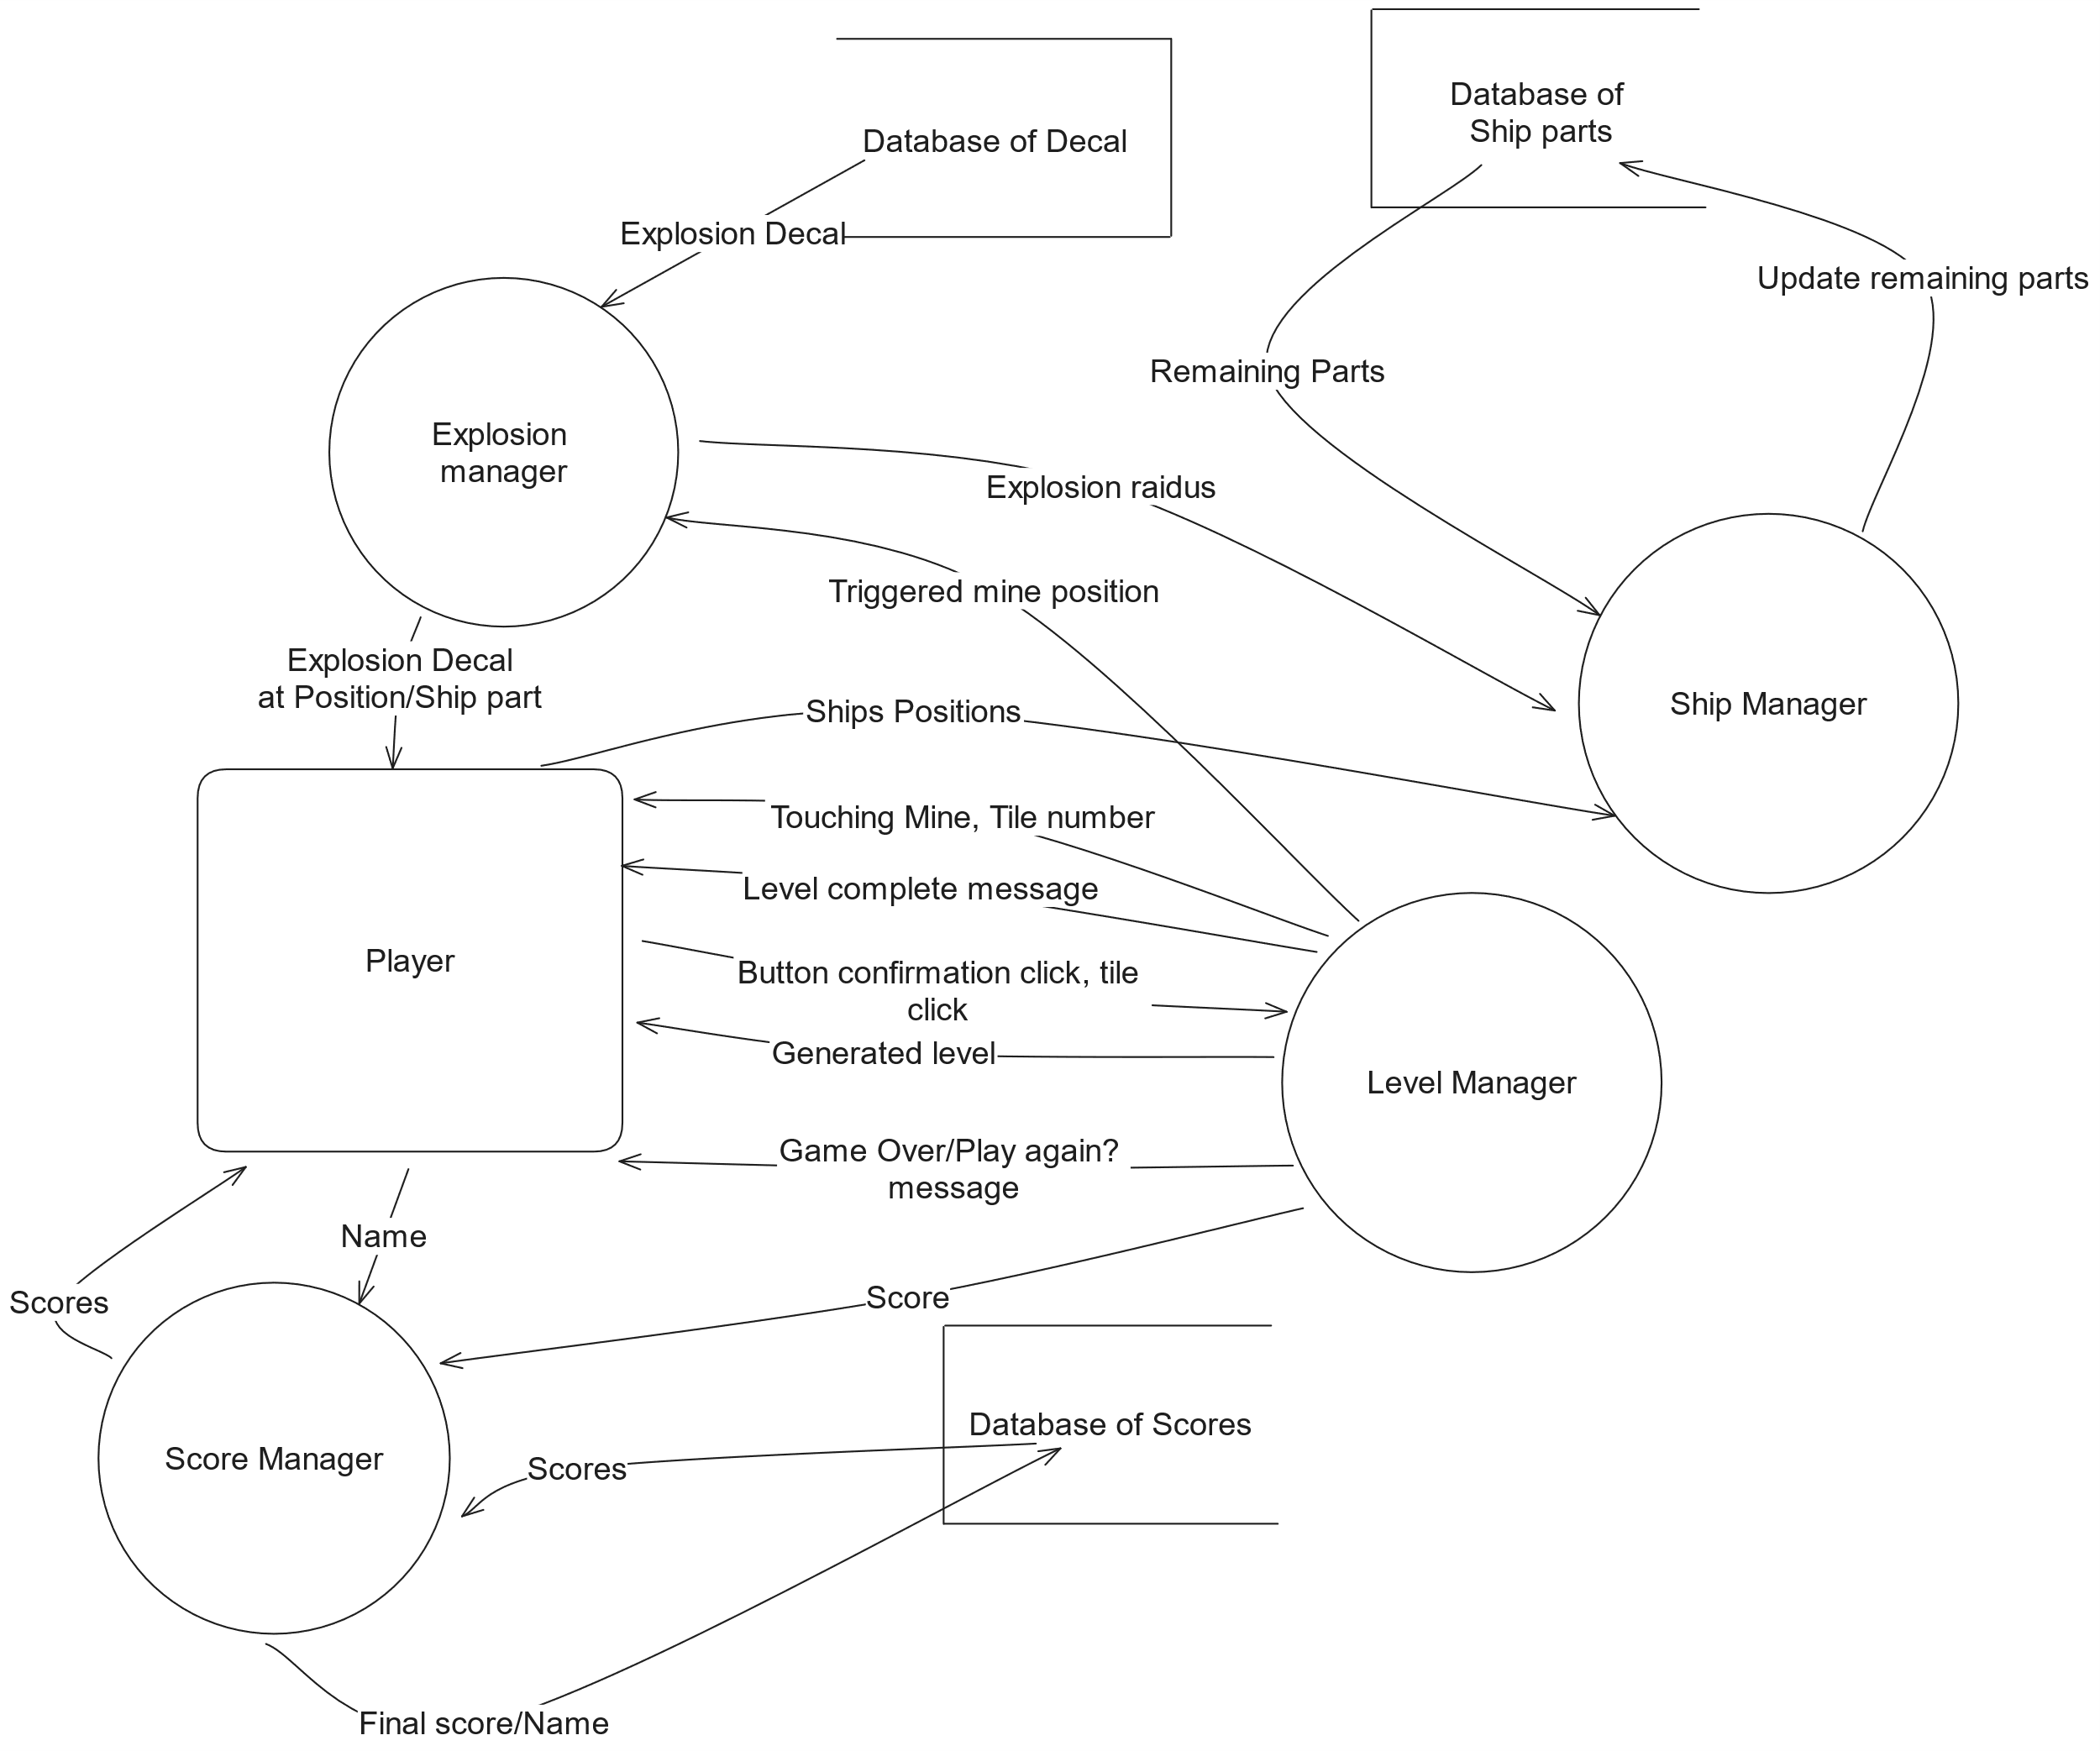 Database of
Ship parts
Database of Decal
Explosion Decal
Update remaining parts
Remaining Parts
Explosion
manager
Explosion raidus
Triggered mine position
Explosion Decal
at Position/Ship part
Ships Positions
Ship Manager
Touching Mine, Tile number
Level complete message
Player
Button confirmation click, tile
click
Generated level
Level Manager
Game Over/Play again?
message
Name
Scores
Score
Database of Scores
Score Manager
Scores
Final score/Name